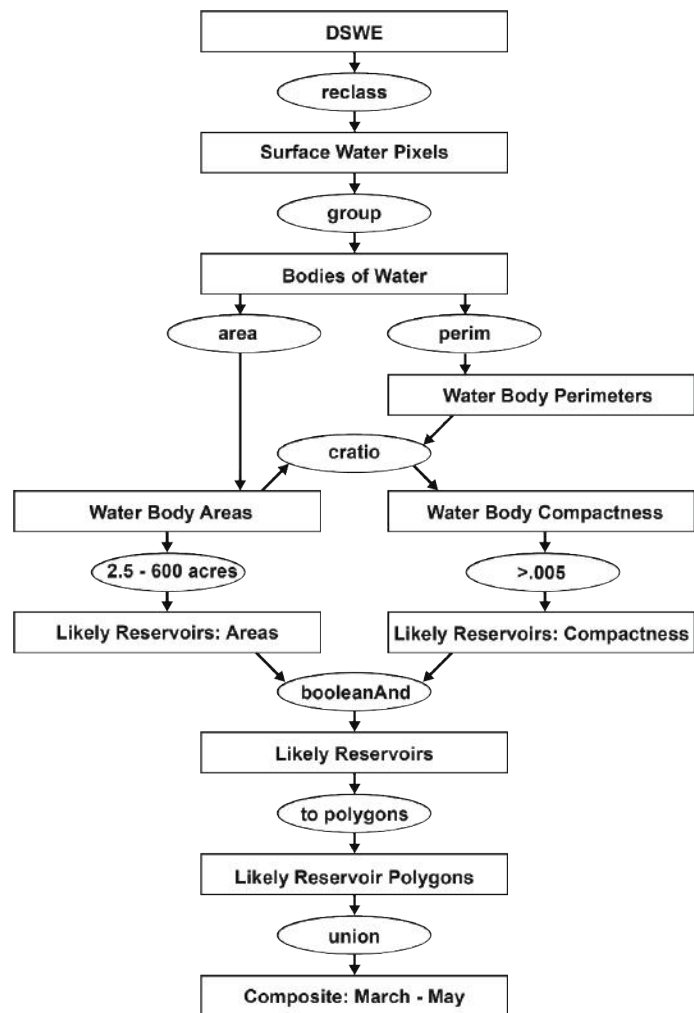 DSWE
reclass
Surface Water Pixels
group
Bodies of Water
area
perim
Water Body Perimeters
cratio
Water Body Areas
Water Body Compactness
2.5 - 600 acres
>.005
Likely Reservoirs: Areas
Likely Reservoirs: Compactness
booleanAnd
Likely Reservoirs
to polygons
Likely Reservoir Polygons
union
Composite: March - May